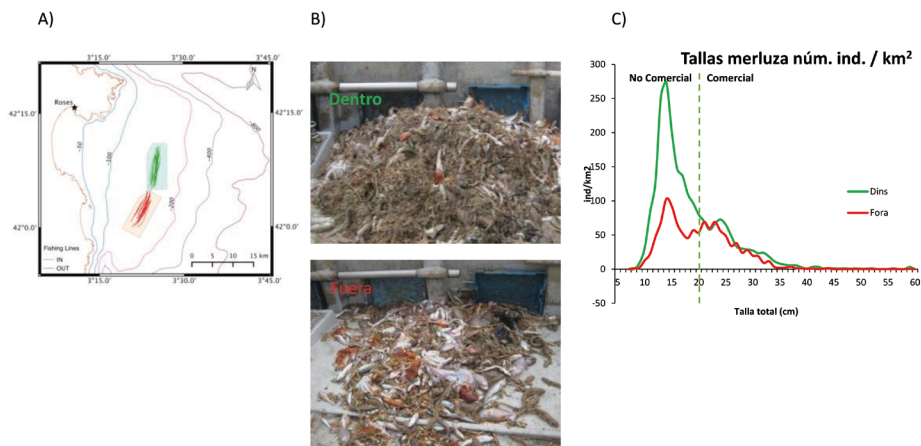 A)
3°15.0'
3°30.0'
3°45.0'
Roses
42°15.0'
42°15.0'
-50
-100
-200
-400
-800
N
42°0.0'
42°0.0'
Fishing Lines
IN
OUT
0 5 10 15 km
3°15.0'
3°30.0'
3°45.0'
B)
Dentro
Fuera
C)
Tallas merluza núm. ind. / km²
No Comercial
Comercial
ind/km2
300
250
200
150
100
50
0
-50
5 10 15 20 25 30 35 40 45 50 55 60
Talla total (cm)
Dins
Fora